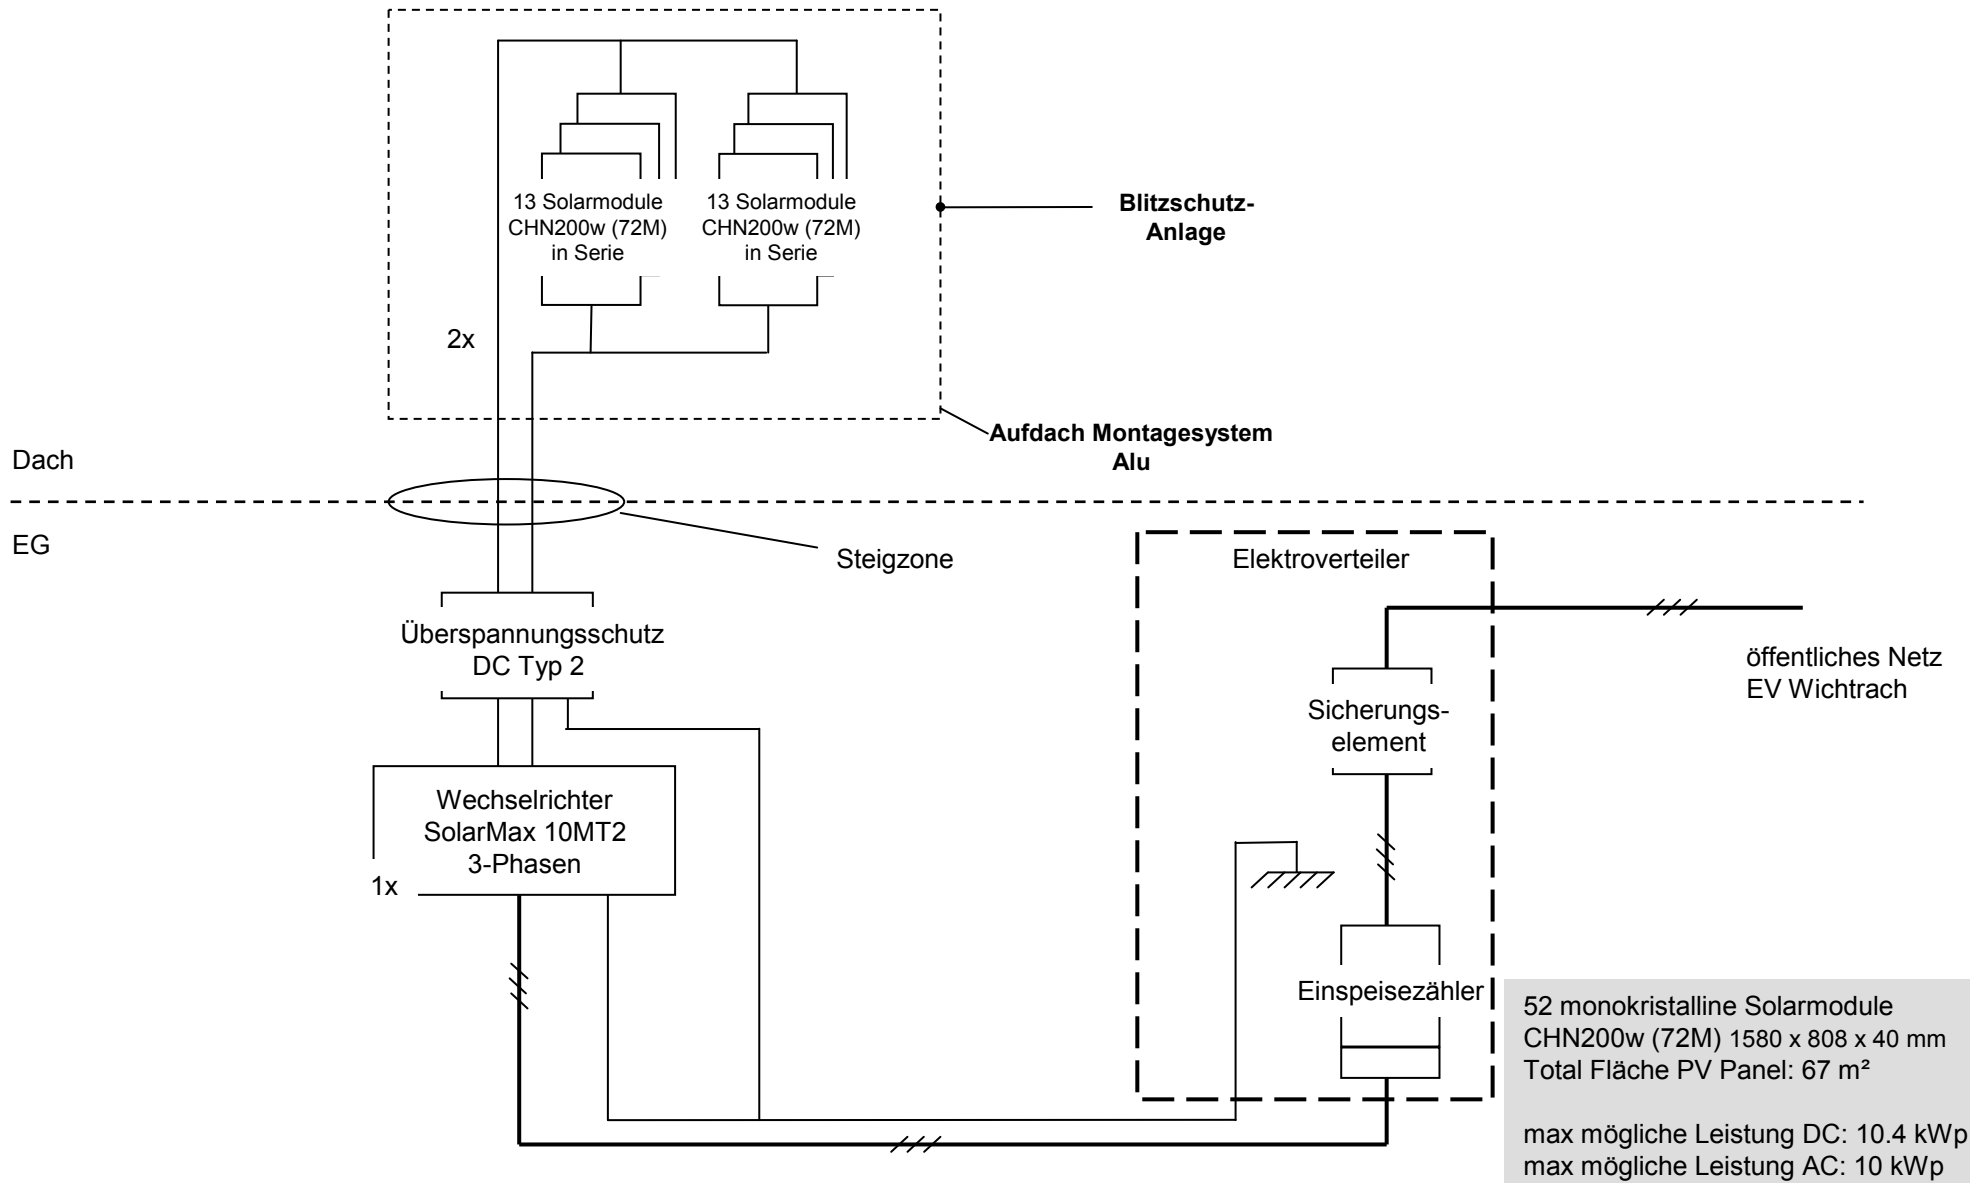 13 Solarmodule
CHN200w (72M)
in Serie
13 Solarmodule
CHN200w (72M)
in Serie
Blitzschutz-
Anlage
2x
Aufdach Montagesystem
Alu
Dach
EG
Steigzone
Elektroverteiler
Überspannungsschutz
DC Typ 2
öffentliches Netz
EV Wichtrach
Sicherungs-
element
Wechselrichter
SolarMax 10MT2
3-Phasen
1x
Einspeisezähler
52 monokristalline Solarmodule
CHN200w (72M) 1580 x 808 x 40 mm
Total Fläche PV Panel: 67 m²
max mögliche Leistung DC: 10.4 kWp
max mögliche Leistung AC: 10 kWp